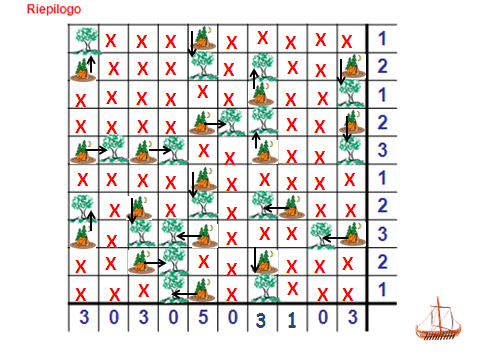 Riepilogo
X X X X X X X X 1
X X X X X X 2
X X X X X X X X 1
X X X X X X 2
X X X X 3
X X X X X X X X X 1
X X X X X 2
X X X X 3
X X X X X X X 2
X X X X X X X 1
3 0 3 0 5 0 3 1 0 3